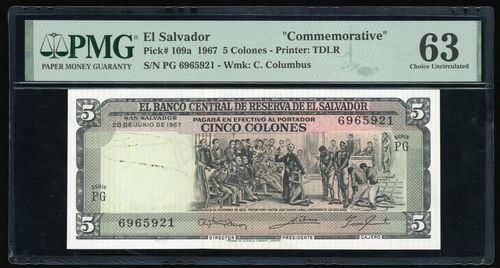 PMG
PAPER MONEY GUARANTY
El Salvador "Commemorative"
Pick# 109a 1967 5 Colones - Printer: TDLR
S/N PG 6965921 - Wmk: C. Columbus
63
Choice Uncirculated
5 EL BANCO CENTRAL DE RESERVA DE EL SALVADOR 5
SAN SALVADOR
20 DE JUNIO DE 1967
PAGARÁ EN EFECTIVO AL PORTADOR
CINCO COLONES
6965921
SERIE
PG
SERIE
PG
5 6965921 5
DIRECTOR PRESIDENTE CAJERO